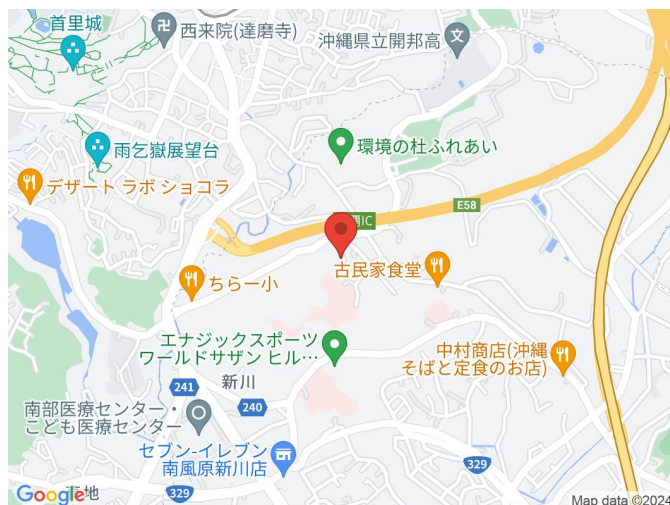 首里城
西来院(達磨寺)
沖縄県立開邦高
雨乞嶽展望台
環境の杜ふれあい
デザート ラボ ショコラ
E58
IC
古民家食堂
ちらー小
エナジックスポーツ
ワールドサザン ヒル…
中村商店(沖縄
そばと定食のお店)
新川
241
240
南部医療センター・
こども医療センター
セブン-イレブン
南風原新川店
329
329
Google
地
Map data ©2024